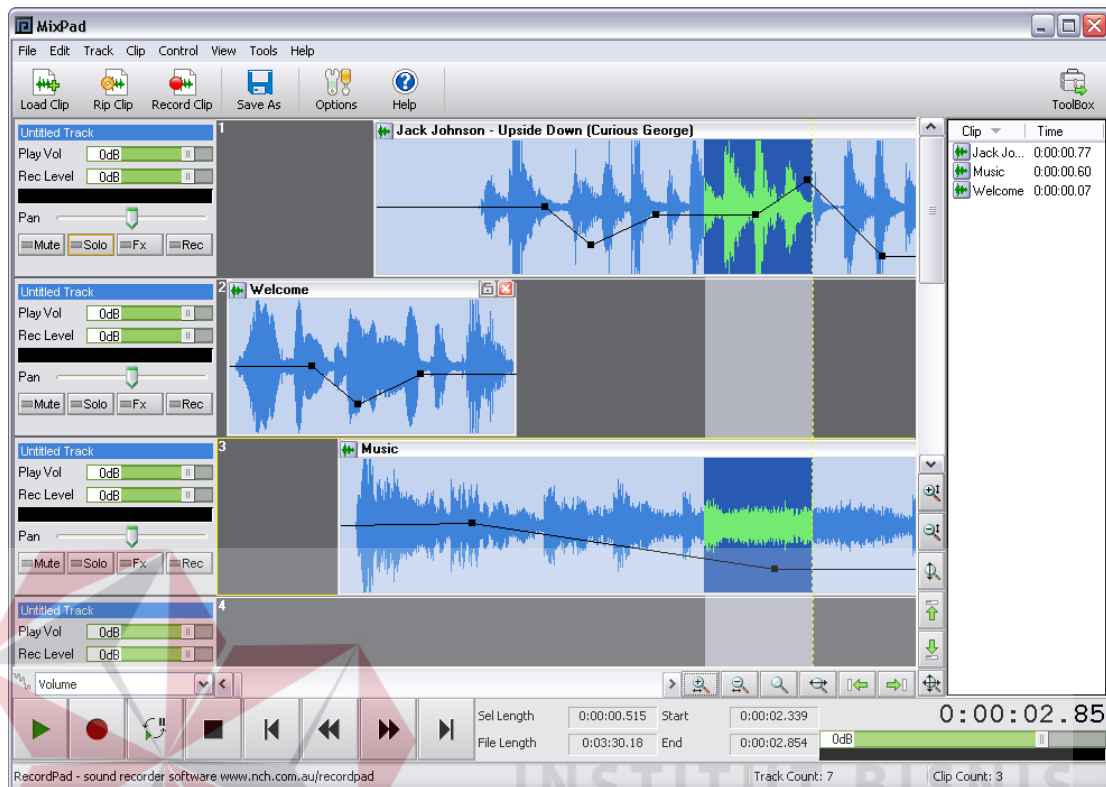 MixPad
File Edit Track Clip Control View Tools Help
Load Clip Rip Clip Record Clip Save As Options Help ToolBox
Untitled Track
Play Vol 0dB
Rec Level 0dB
Pan
Mute Solo Fx Rec
1
Jack Johnson - Upside Down (Curious George)
Untitled Track
Play Vol 0dB
Rec Level 0dB
Pan
Mute Solo Fx Rec
2
Welcome
Untitled Track
Play Vol 0dB
Rec Level 0dB
Pan
Mute Solo Fx Rec
3
Music
Untitled Track
Play Vol 0dB
Rec Level 0dB
4
Clip Time
Jack Jo... 0:00:00.77
Music 0:00:00.60
Welcome 0:00:00.07
Volume
Sel Length 0:00:00.515 Start 0:00:02.339
File Length 0:03:30.18 End 0:00:02.854
0:00:02.85
0dB
RecordPad - sound recorder software www.nch.com.au/recordpad
Track Count: 7
Clip Count: 3
INSTITUT BISNIS